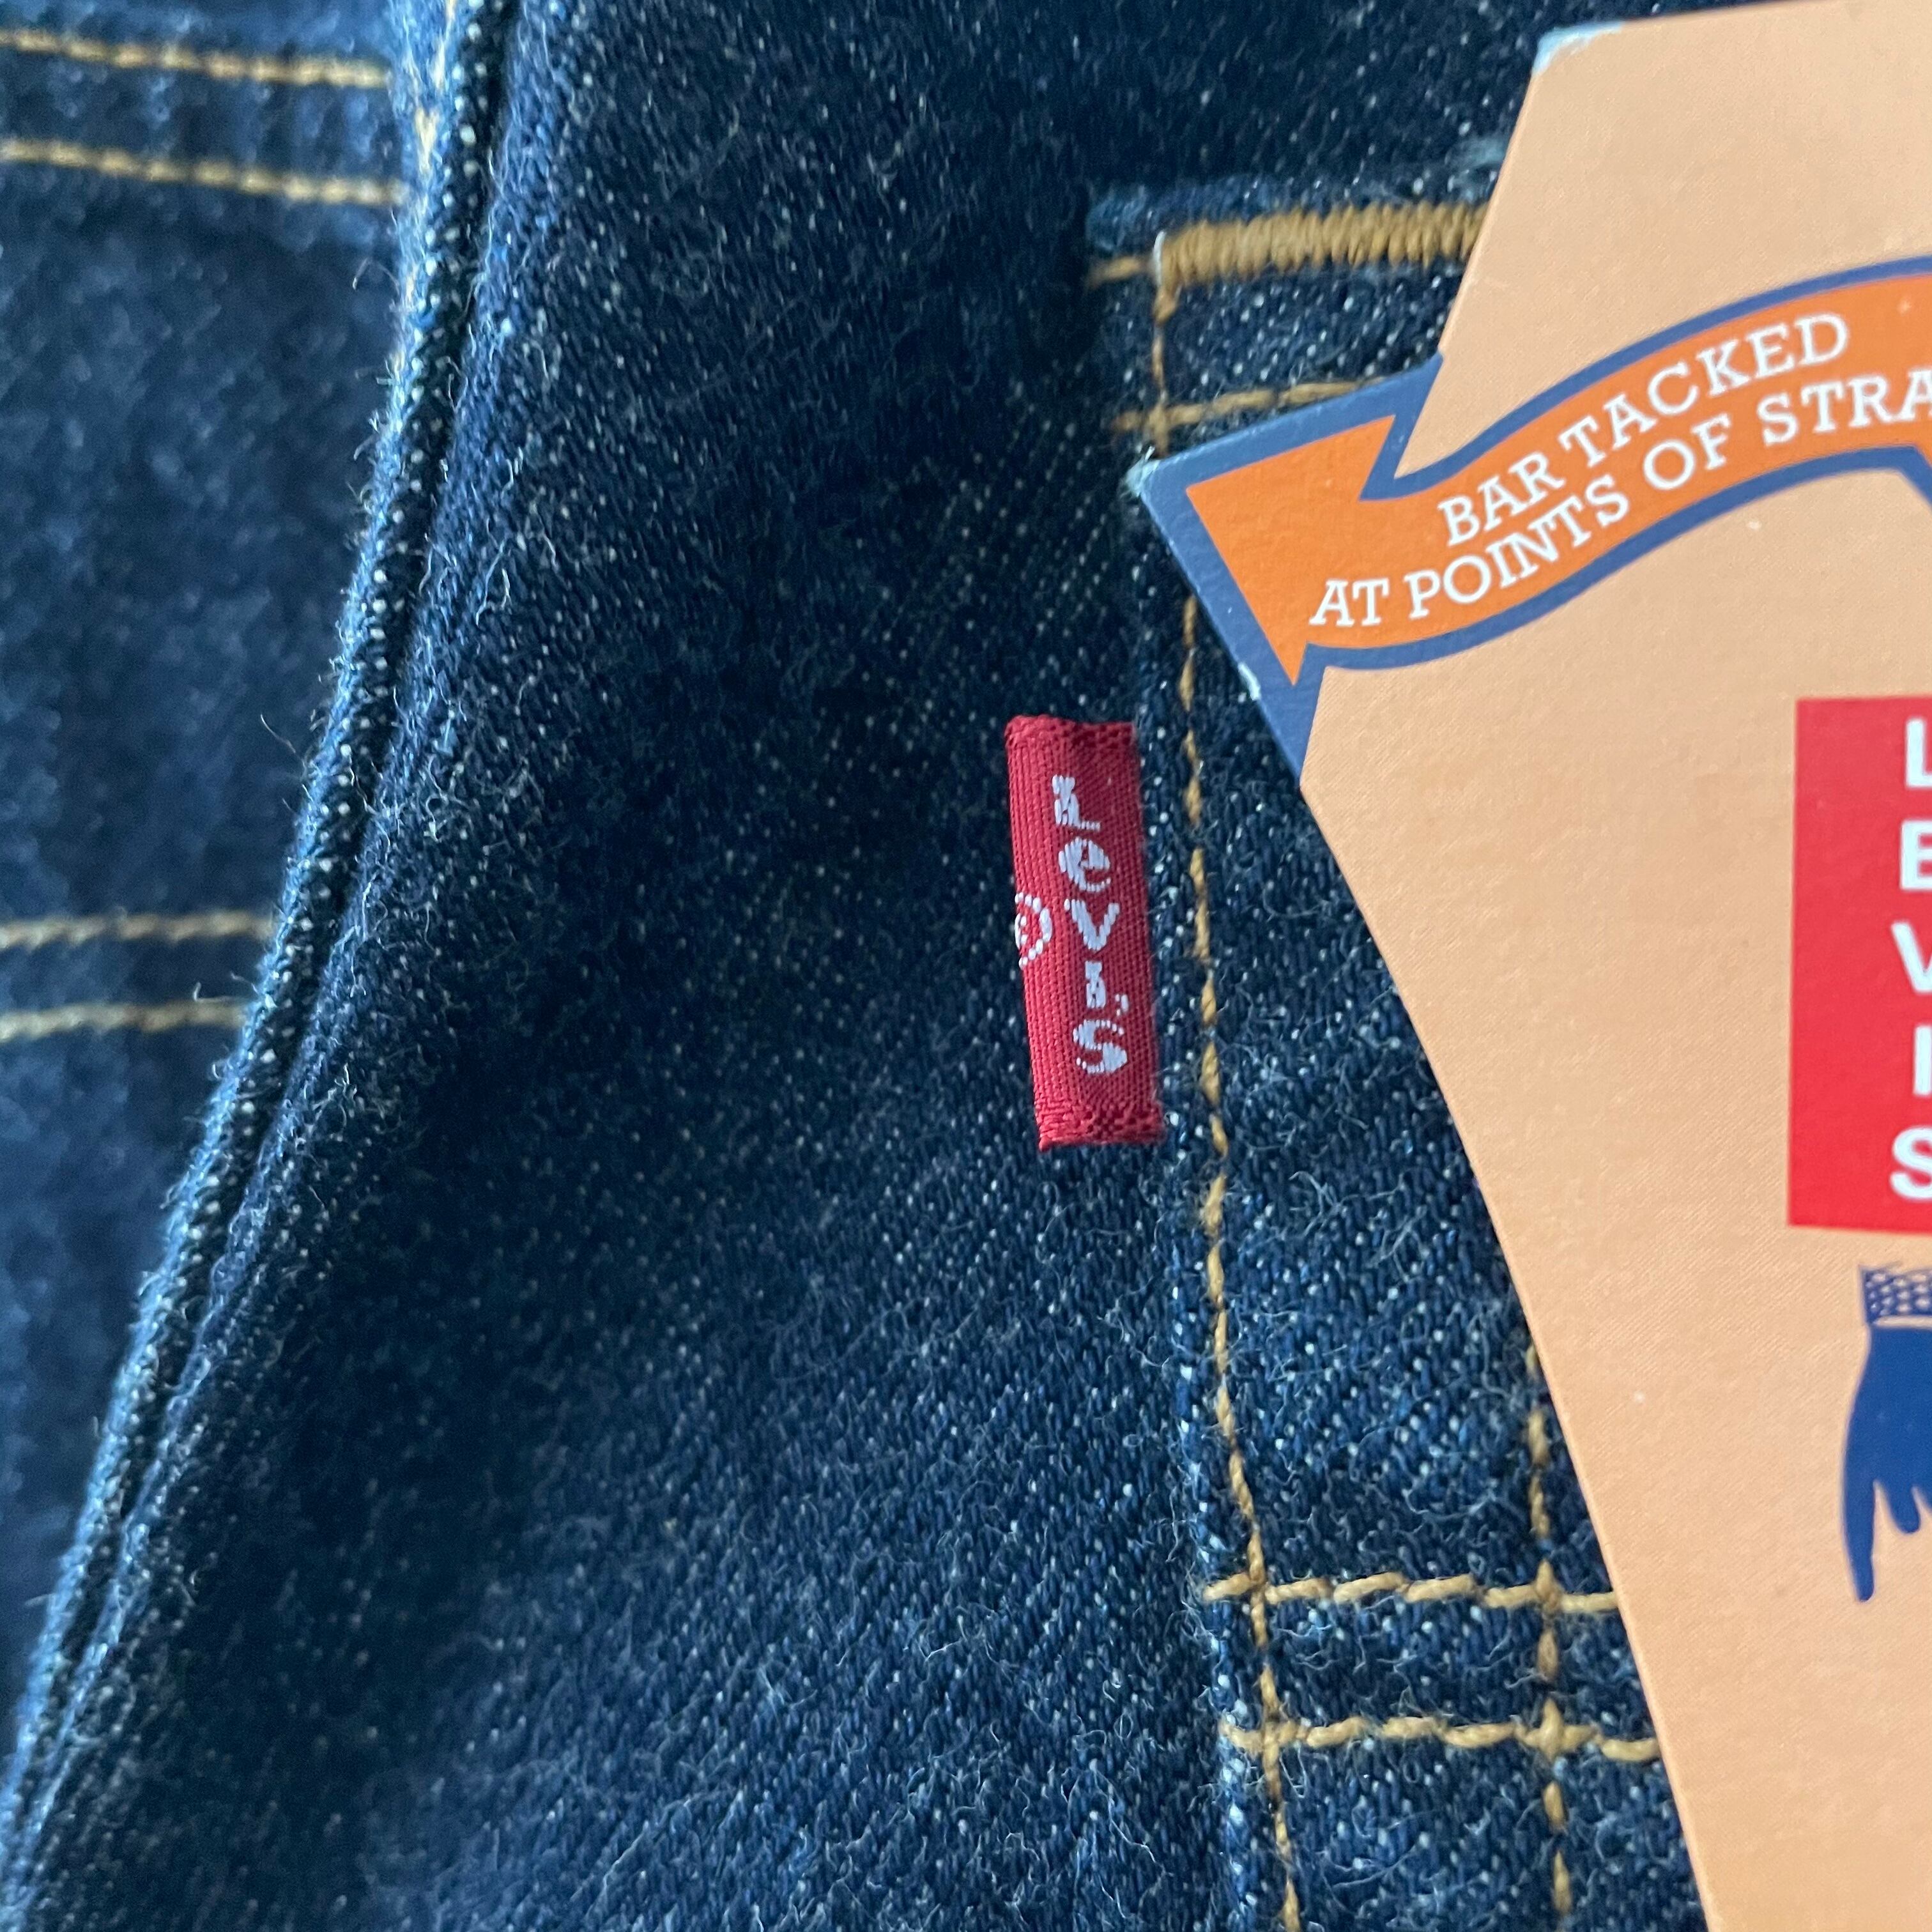 BAR TACKED
AT POINTS OF STRA
LEVI'S
®
L
E
V
I
S